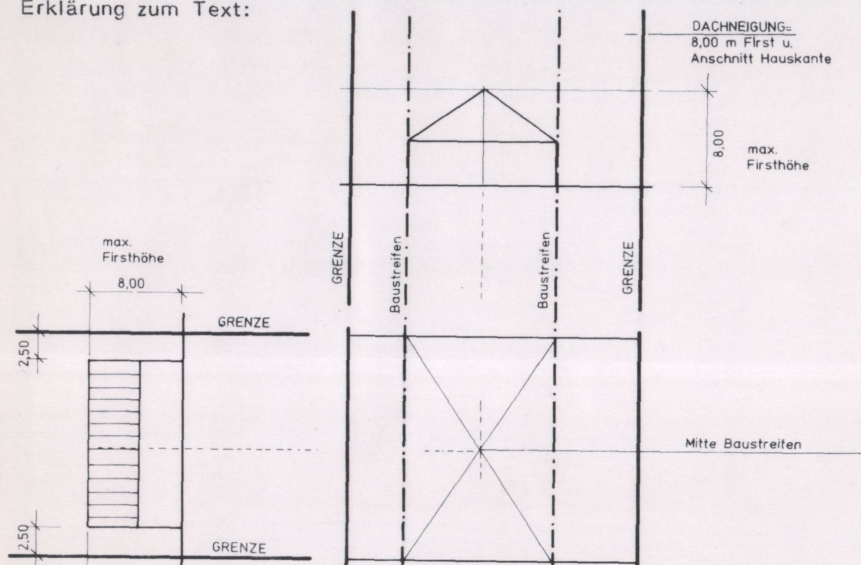 Erklärung zum Text:
DACHNEIGUNG=
8,00 m First u.
Anschnitt Hauskante
8,00
max.
Firsthöhe
GRENZE
Baustreifen
Baustreifen
GRENZE
max.
Firsthöhe
8,00
GRENZE
2,50
Mitte Baustreifen
2,50
GRENZE